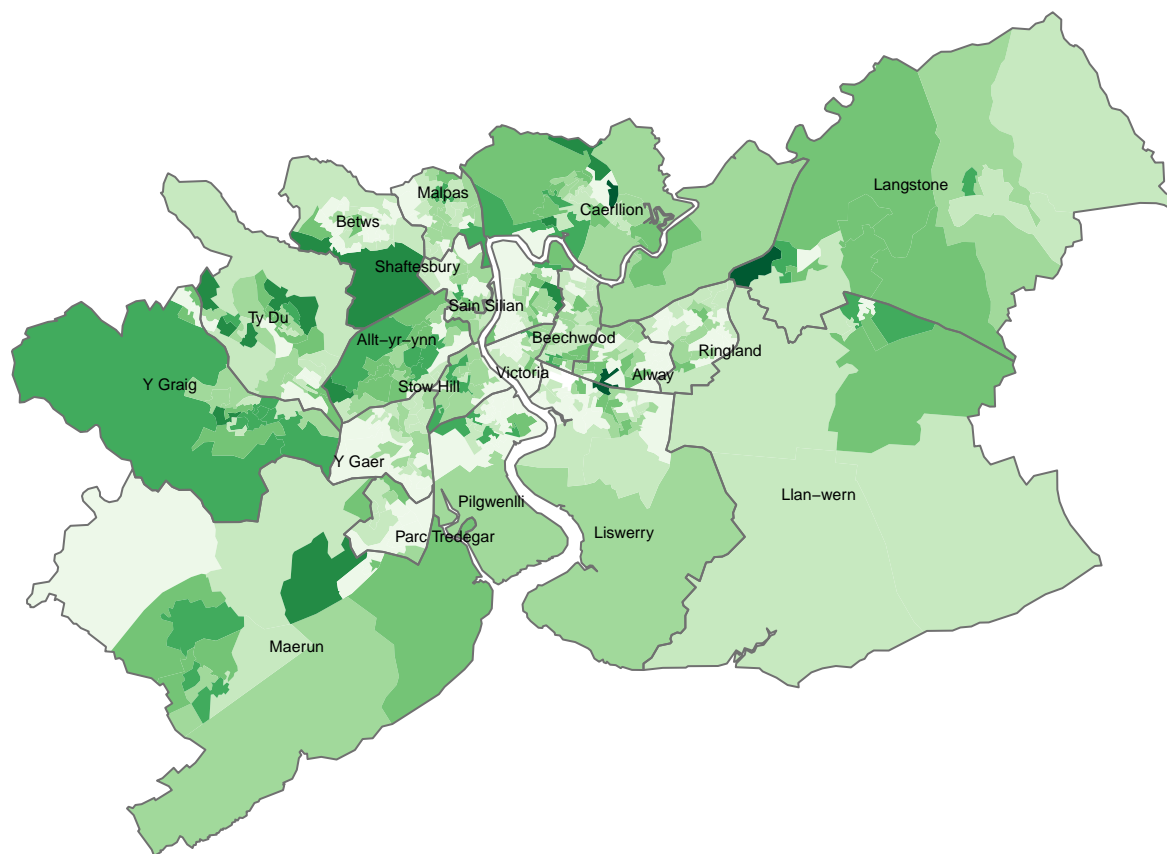 Langstone
Malpas
Caerllion
Betws
Shaftesbury
Sain Silian
Ty Du
Allt−yr−ynn
Beechwood
Ringland
Victoria
Alway
Y Graig
Stow Hill
Y Gaer
Llan−wern
Pilgwenlli
Parc Tredegar
Liswerry
Maerun